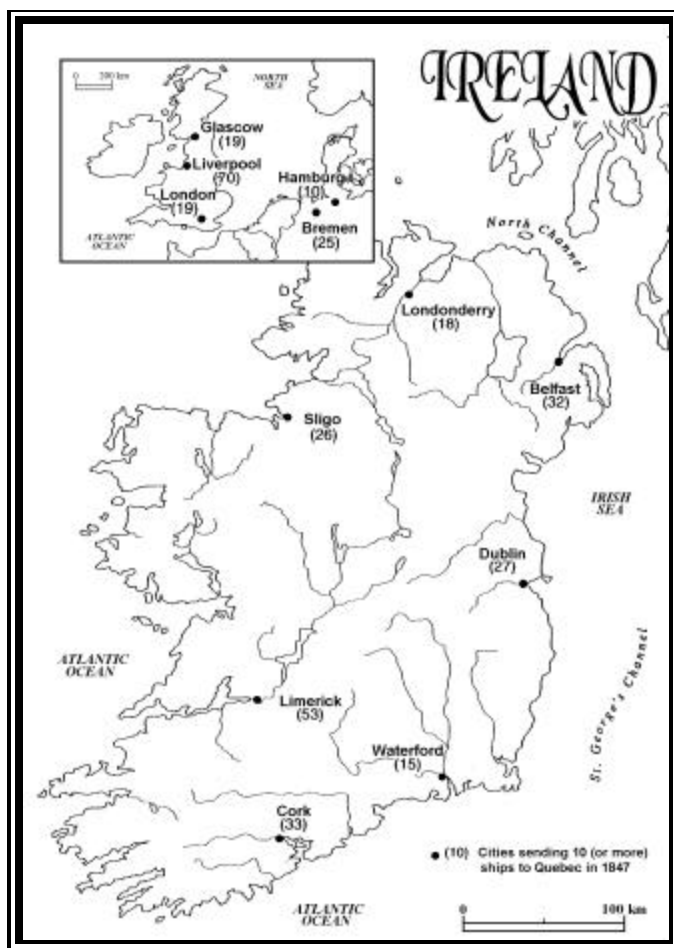 IRELAND
0 200 km
NORTH
SEA
Glascow
(19)
Liverpool
(70)
Hamburg
(10)
London
(19)
Bremen
(25)
ATLANTIC
OCEAN
North Channel
Londonderry
(18)
Belfast
(32)
Sligo
(26)
IRISH
SEA
Dublin
(27)
ATLANTIC
OCEAN
Limerick
(53)
St. George's Channel
Waterford
(15)
Cork
(33)
(10) Cities sending 10 (or more)
ships to Quebec in 1847
ATLANTIC
OCEAN
0 100 km